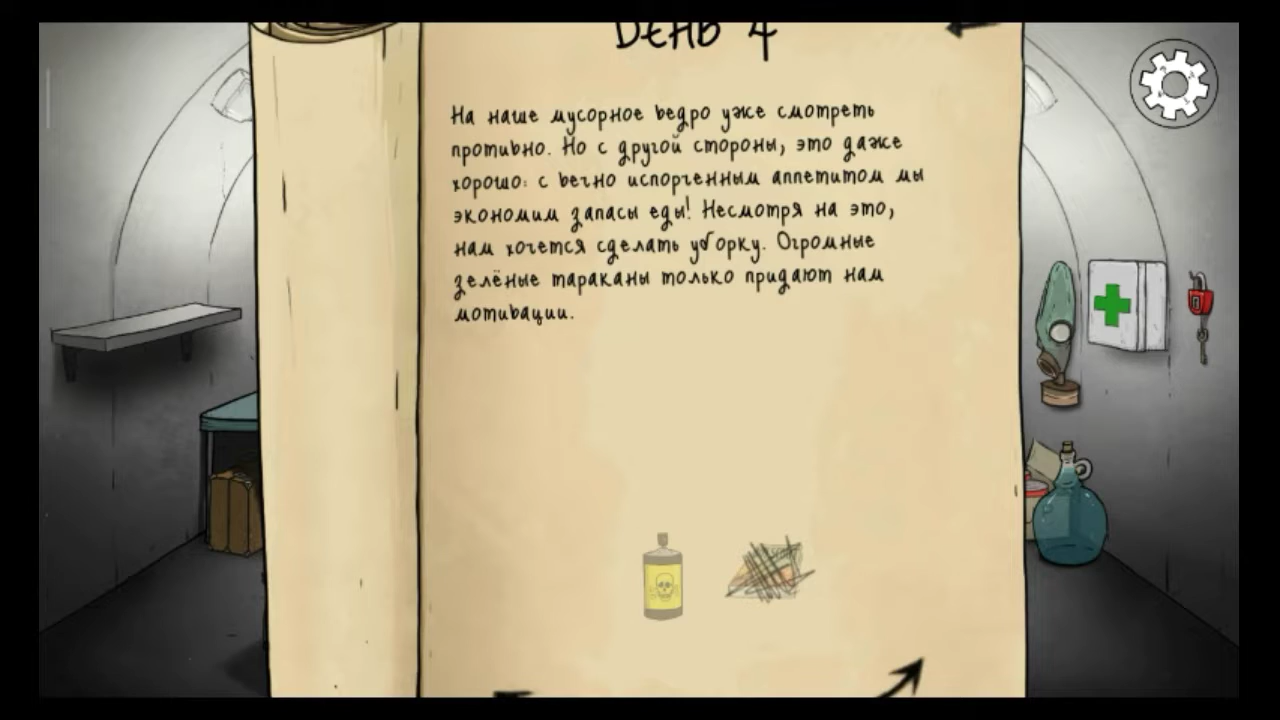 День 4
На наше мусорное ведро уже смотреть
противно. Но с другой стороны, это даже
хорошо: с вечно испорченным аппетитом мы
экономим запасы еды! Несмотря на это,
нам хочется сделать уборку. Огромные
зелёные тараканы только придают нам
мотивации.